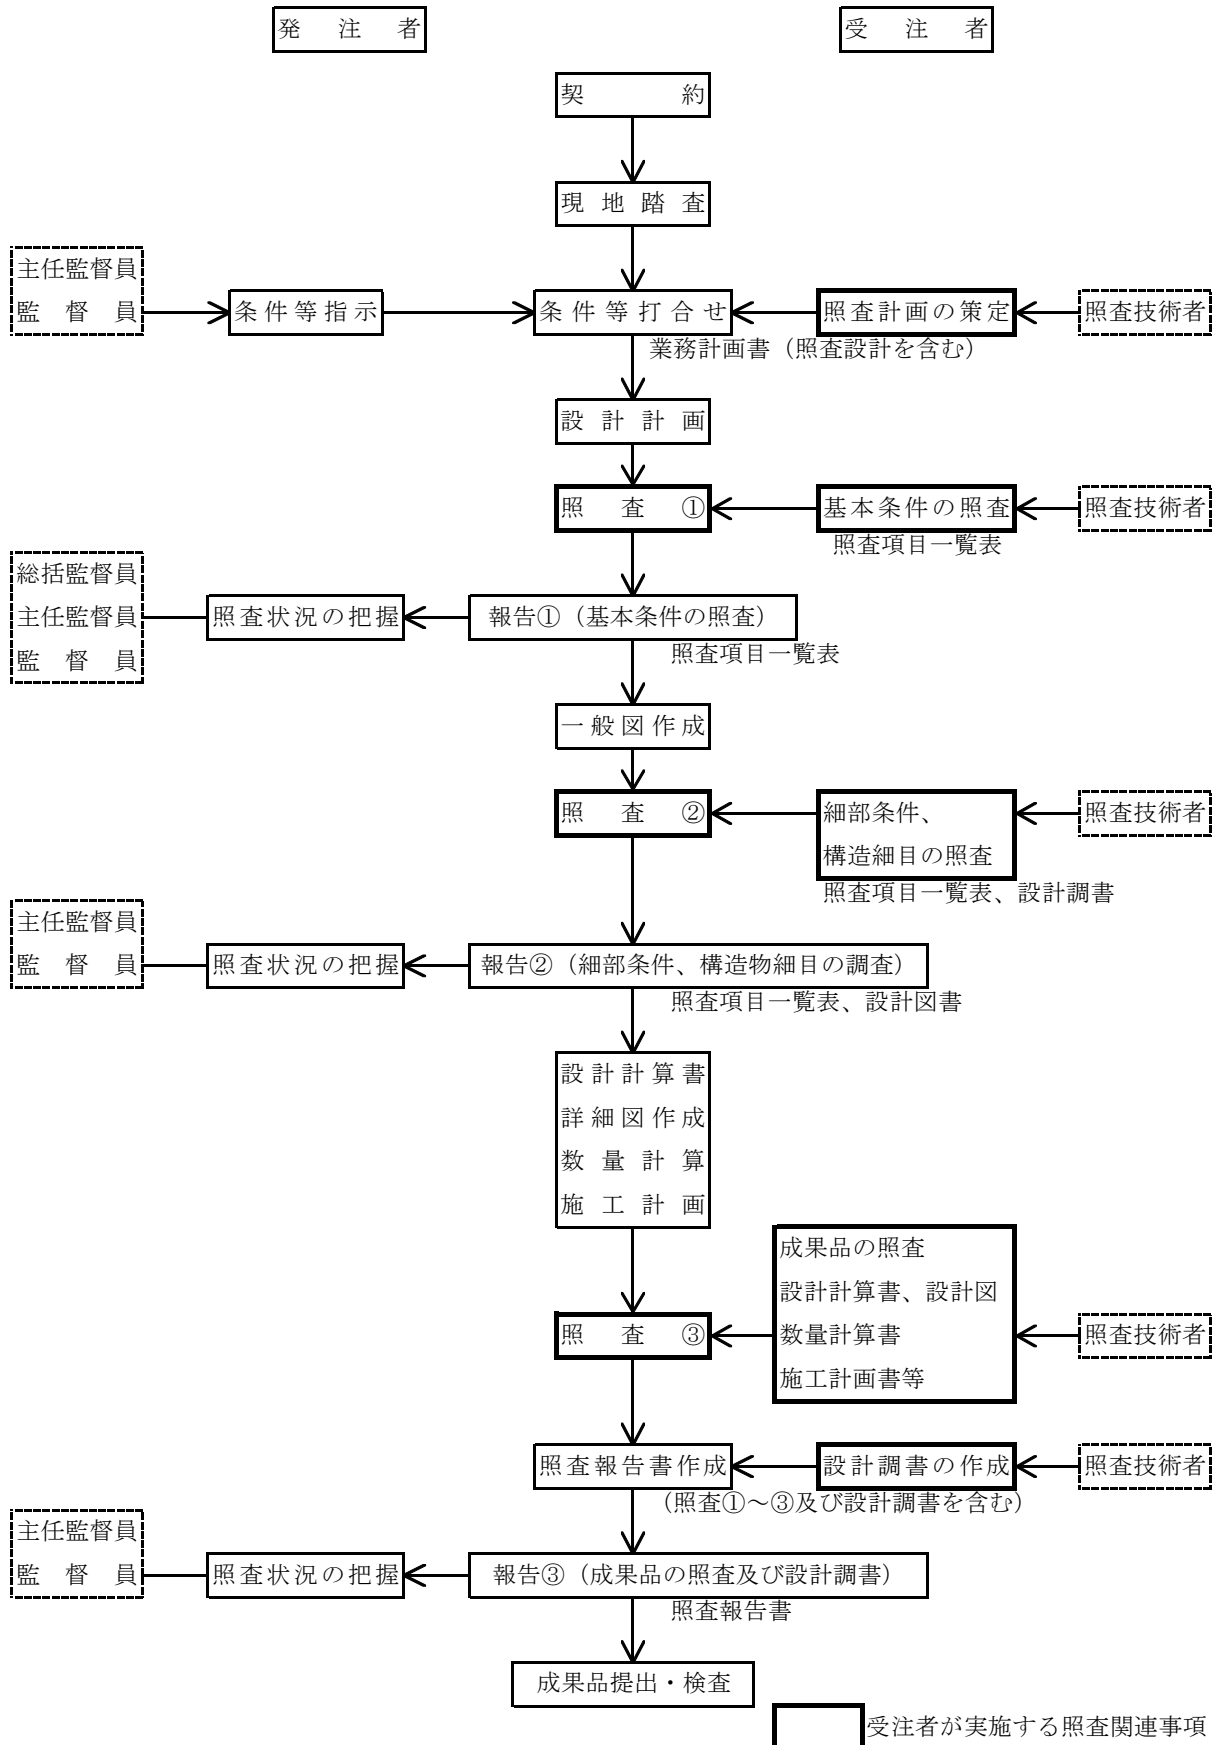 発注者
受注者
契約
現地踏査
主任監督員
監督員
条件等指示
条件等打合せ
照査計画の策定
照査技術者
業務計画書（照査設計を含む）
設計計画
照査①
基本条件の照査
照査技術者
照査項目一覧表
総括監督員
主任監督員
監督員
照査状況の把握
報告①（基本条件の照査）
照査項目一覧表
一般図作成
照査②
細部条件、
構造細目の照査
照査技術者
照査項目一覧表、設計調書
主任監督員
監督員
照査状況の把握
報告②（細部条件、構造物細目の調査）
照査項目一覧表、設計図書
設計計算書
詳細図作成
数量計算
施工計画
成果品の照査
設計計算書、設計図
数量計算書
施工計画書等
照査③
照査技術者
照査報告書作成
設計調書の作成
照査技術者
（照査①～③及び設計調書を含む）
主任監督員
監督員
照査状況の把握
報告③（成果品の照査及び設計調書）
照査報告書
成果品提出・検査
受注者が実施する照査関連事項